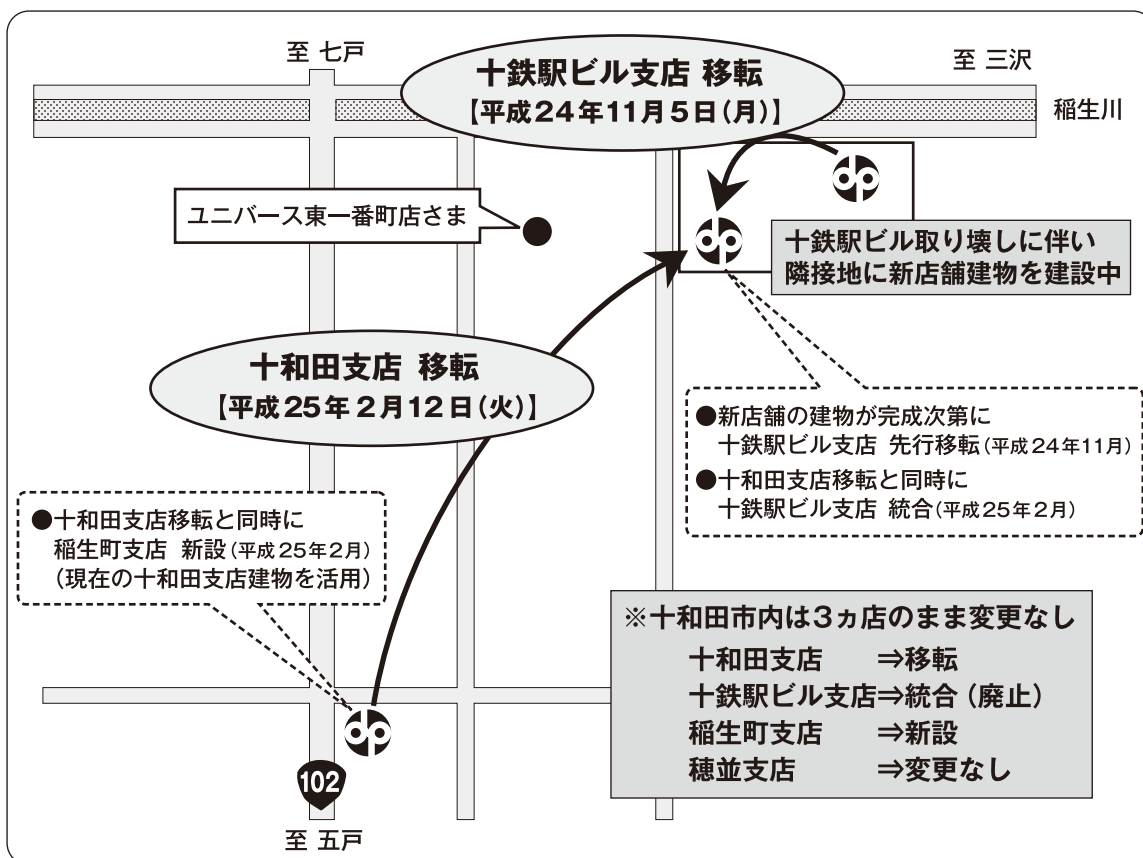 至 七戸
十鉄駅ビル支店 移転
【平成24年11月5日(月)】
至 三沢
稲生川
dp
ユニバース東一番町店さま
dp
十鉄駅ビル取り壊しに伴い
隣接地に新店舗建物を建設中
十和田支店 移転
【平成25年2月12日(火)】
●新店舗の建物が完成次第に
十鉄駅ビル支店 先行移転(平成24年11月)
●十和田支店移転と同時に
十鉄駅ビル支店 統合(平成25年2月)
●十和田支店移転と同時に
稲生町支店 新設(平成25年2月)
(現在の十和田支店建物を活用)
※十和田市内は3ヵ店のまま変更なし
十和田支店 ⇒移転
十鉄駅ビル支店⇒統合(廃止)
稲生町支店 ⇒新設
穂並支店 ⇒変更なし
dp
102
至 五戸